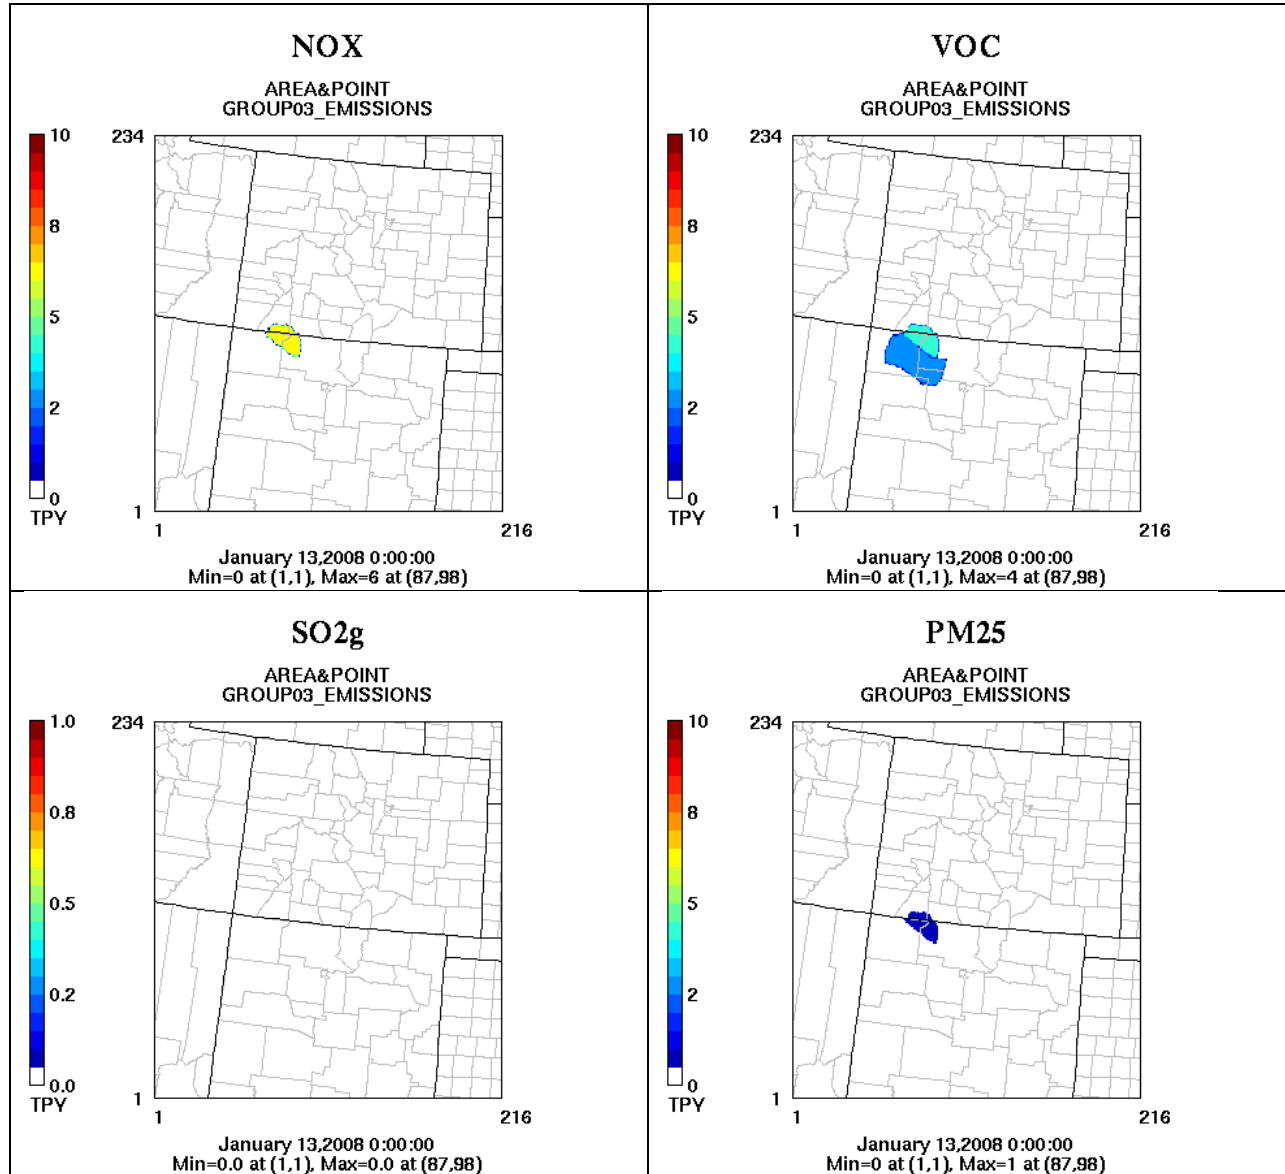 NOX
AREA&POINT
GROUP03_EMISSIONS
10
8
5
2
0
TPY
234
1
1
216
January 13,2008 0:00:00
Min=0 at (1,1), Max=6 at (87,98)
VOC
AREA&POINT
GROUP03_EMISSIONS
10
8
5
2
0
TPY
234
1
1
216
January 13,2008 0:00:00
Min=0 at (1,1), Max=4 at (87,98)
SO2g
AREA&POINT
GROUP03_EMISSIONS
1.0
0.8
0.5
0.2
0.0
TPY
234
1
1
216
January 13,2008 0:00:00
Min=0.0 at (1,1), Max=0.0 at (87,98)
PM25
AREA&POINT
GROUP03_EMISSIONS
10
8
5
2
0
TPY
234
1
1
216
January 13,2008 0:00:00
Min=0 at (1,1), Max=1 at (87,98)